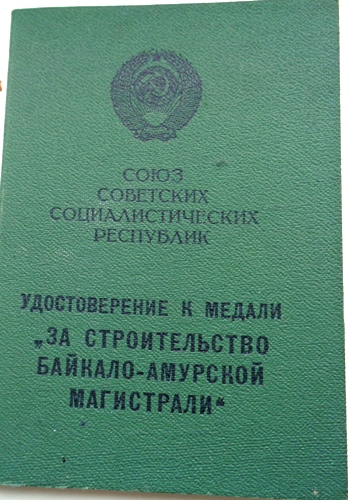 СОЮЗ
СОВЕТСКИХ
СОЦИАЛИСТИЧЕСКИХ
РЕСПУБЛИК
УДОСТОВЕРЕНИЕ К МЕДАЛИ
„ЗА СТРОИТЕЛЬСТВО
БАЙКАЛО-АМУРСКОЙ
МАГИСТРАЛИ“